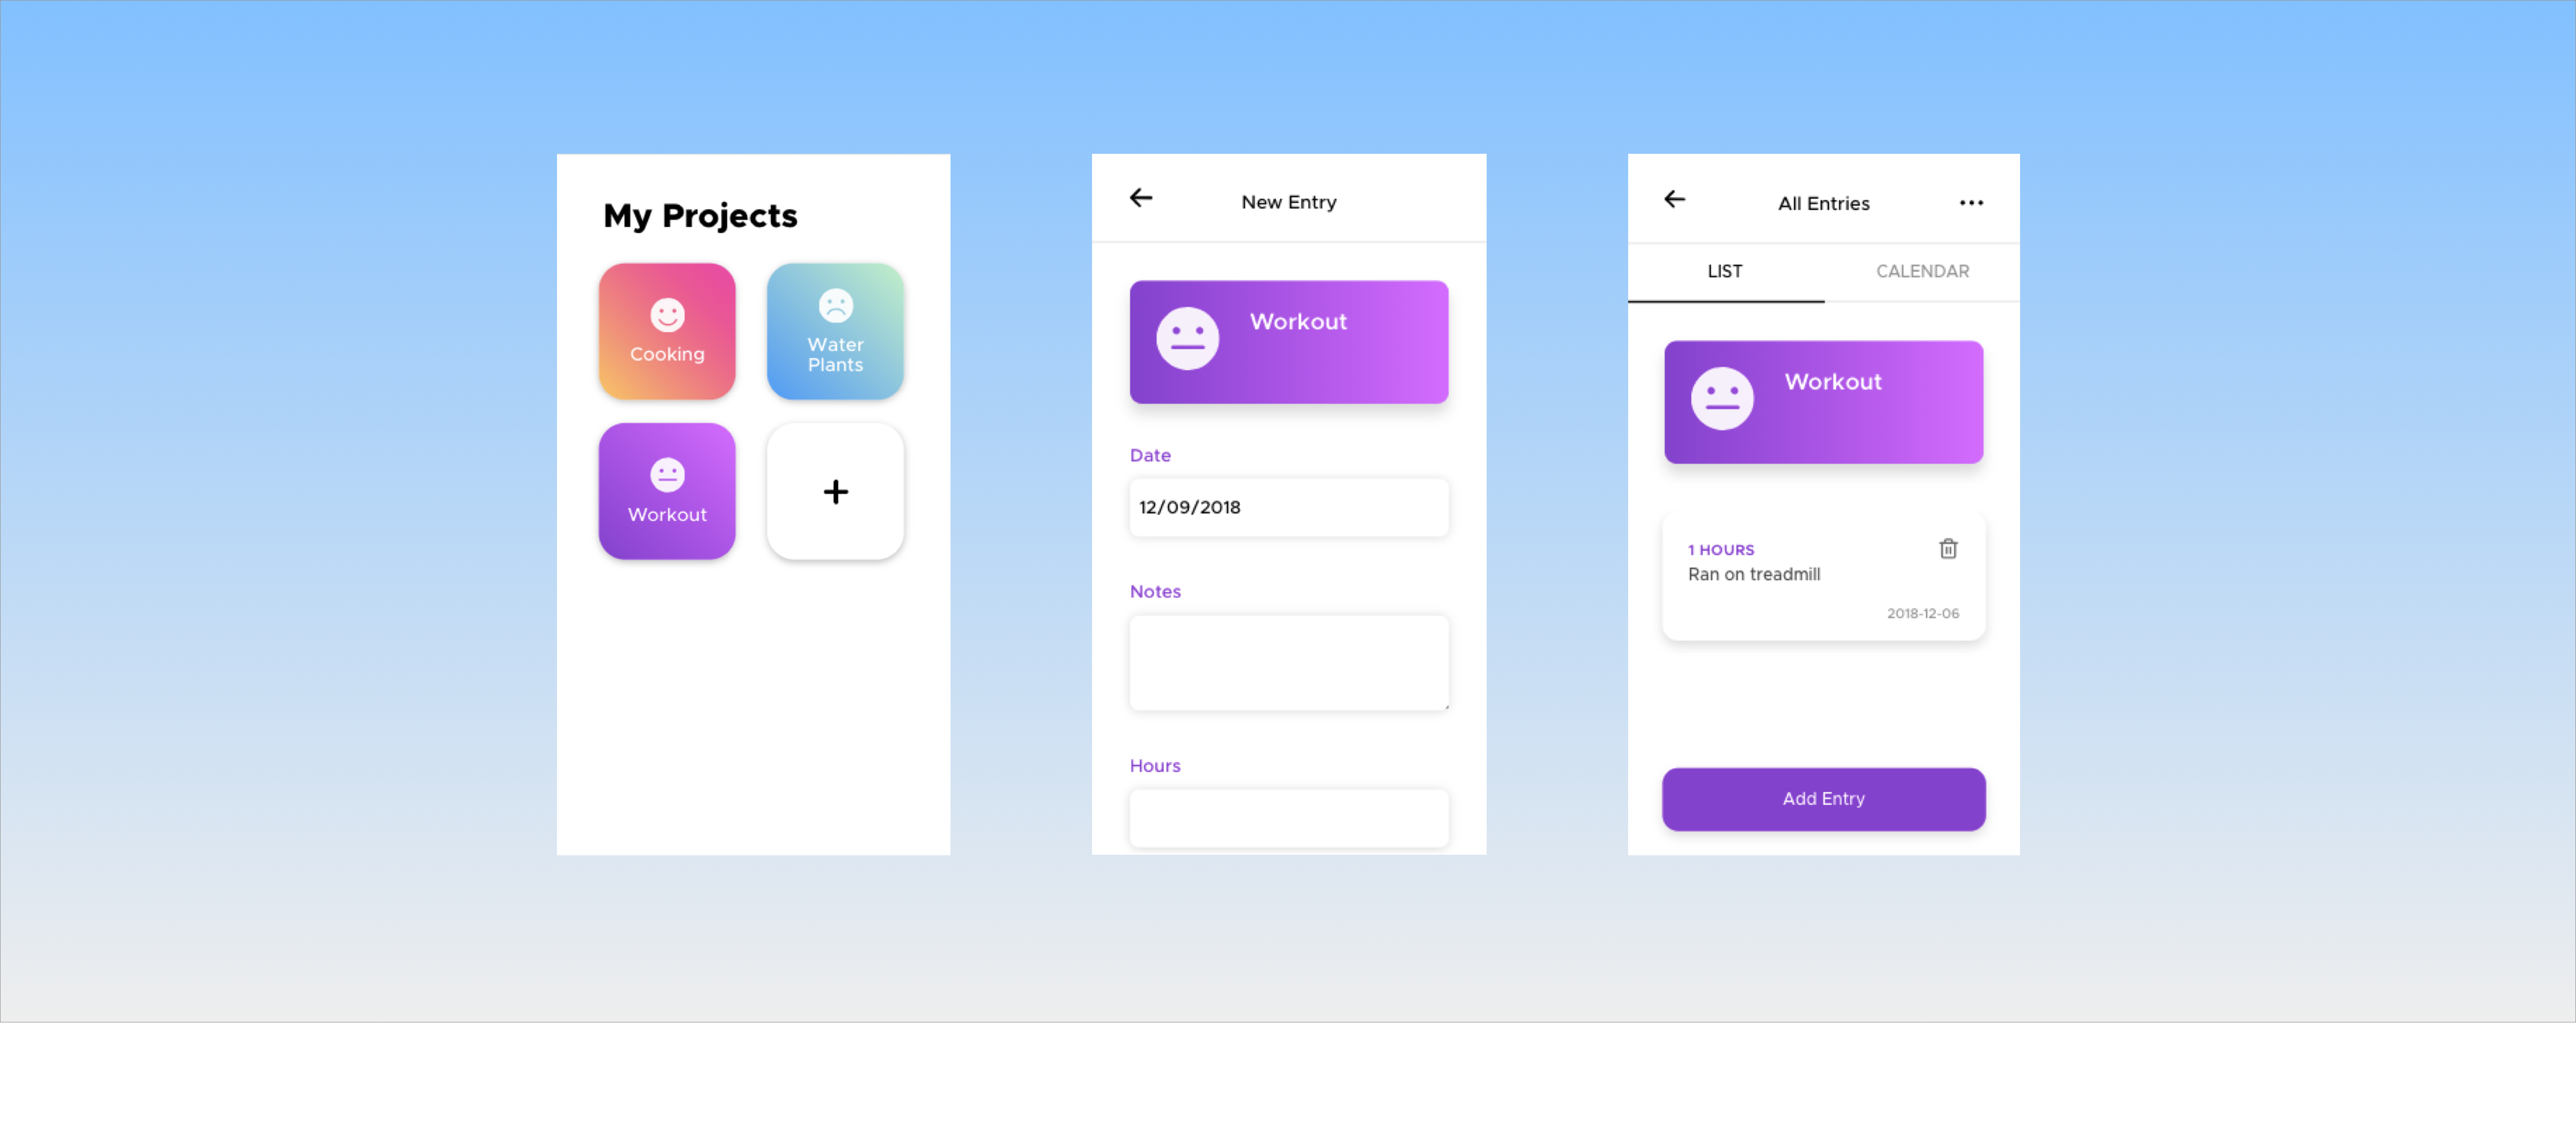 My Projects
Cooking
Water
Plants
Workout
New Entry
Workout
Date
12/09/2018
Notes
Hours
All Entries
LIST
CALENDAR
Workout
1 HOURS
Ran on treadmill
2018-12-06
Add Entry